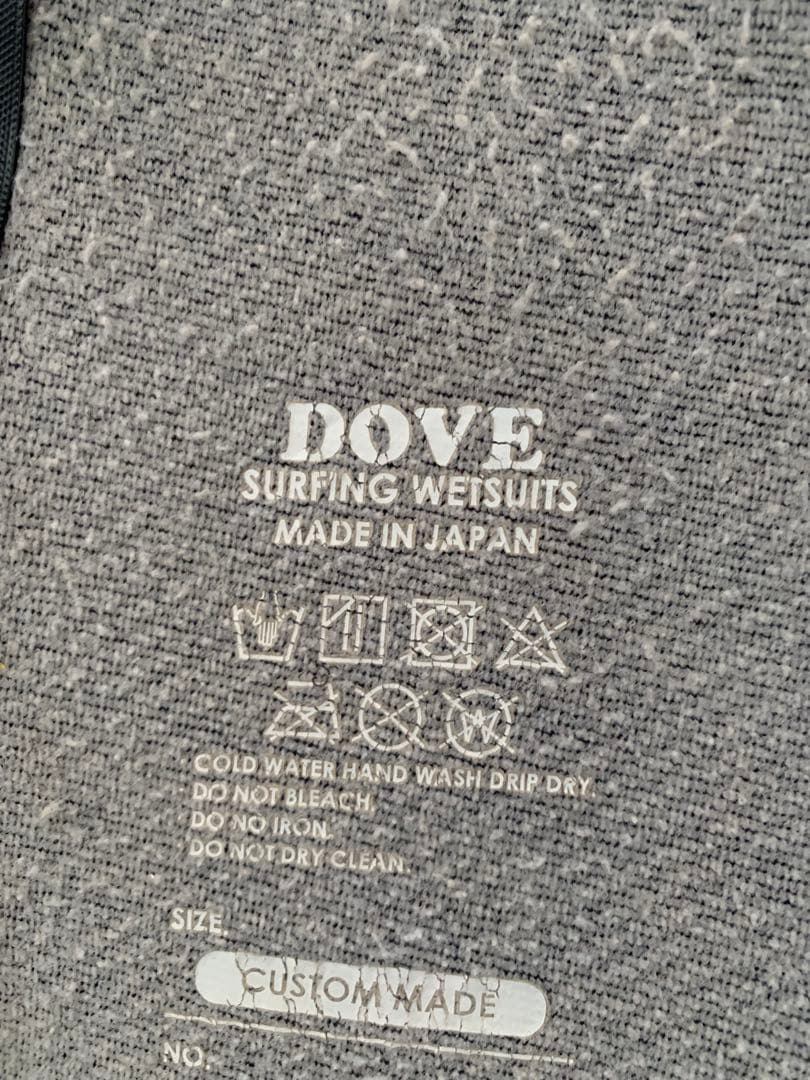 DOVE
SURFING WETSUITS
MADE IN JAPAN
W
COLD WATER HAND WASH DRIP DRY.
DO NOT BLEACH.
DO NO IRON.
DO NOT DRY CLEAN.
SIZE.
CUSTOM MADE
NO.